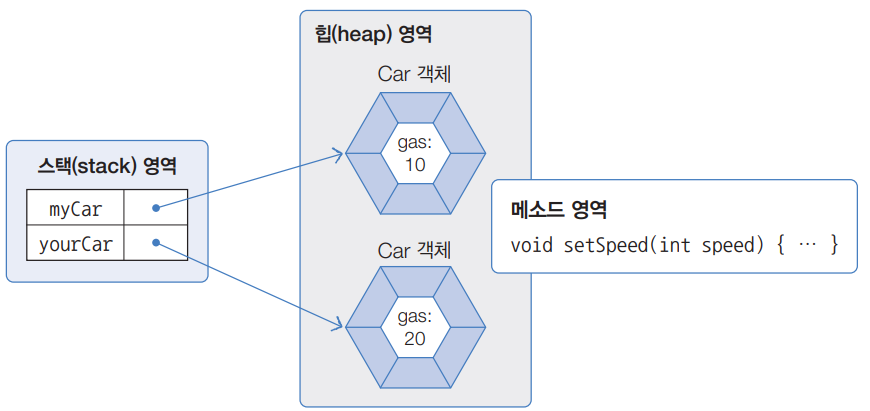 힙(heap) 영역
Car 객체
gas:
10
스택(stack) 영역
myCar
yourCar
메소드 영역
void setSpeed(int speed) { … }
Car 객체
gas:
20